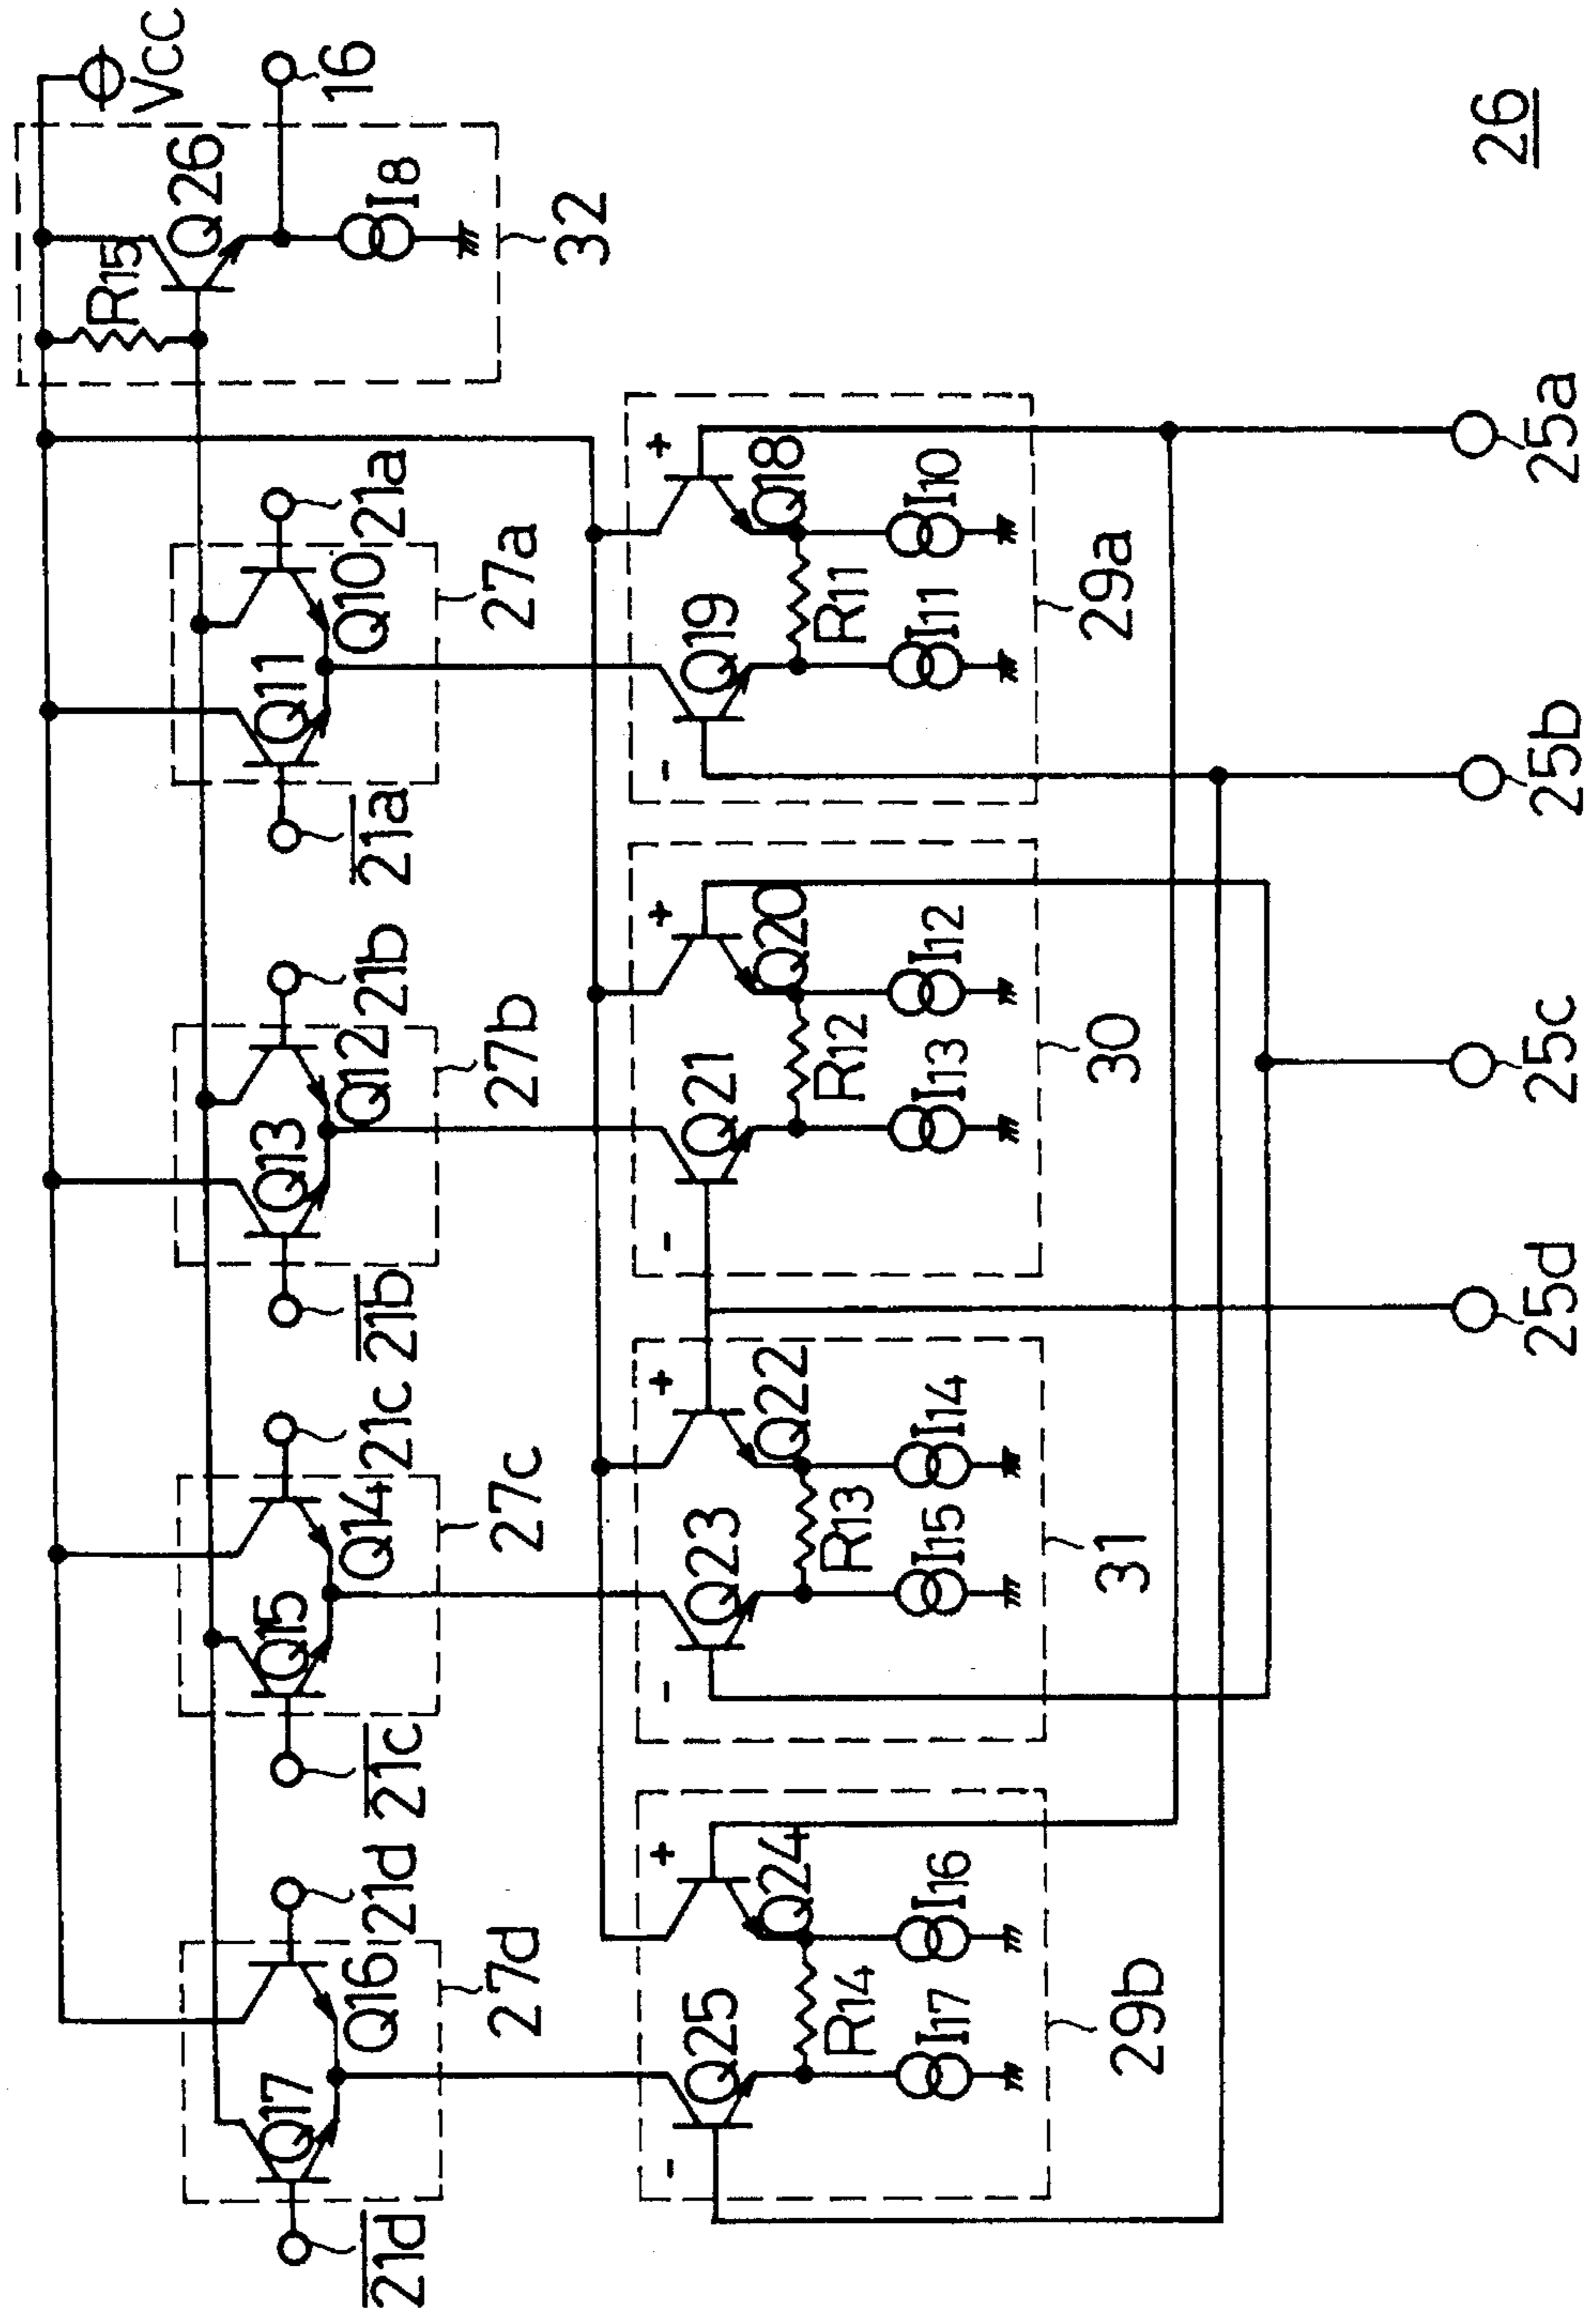 Vcc
16
Q26
R15
I8
32
21a
Q10
Q11
27a
21a
21b
Q12
Q13
27b
21b
21c
Q14
Q15
27c
21c
21d
Q16
Q17
27d
21d
+
Q18
Q19
-
R11
I10
I11
29a
+
Q20
Q21
-
R12
I12
I13
30
+
Q22
Q23
-
R13
I14
I15
31
+
Q24
Q25
-
R14
I16
I17
29b
25a
25b
25c
25d
26